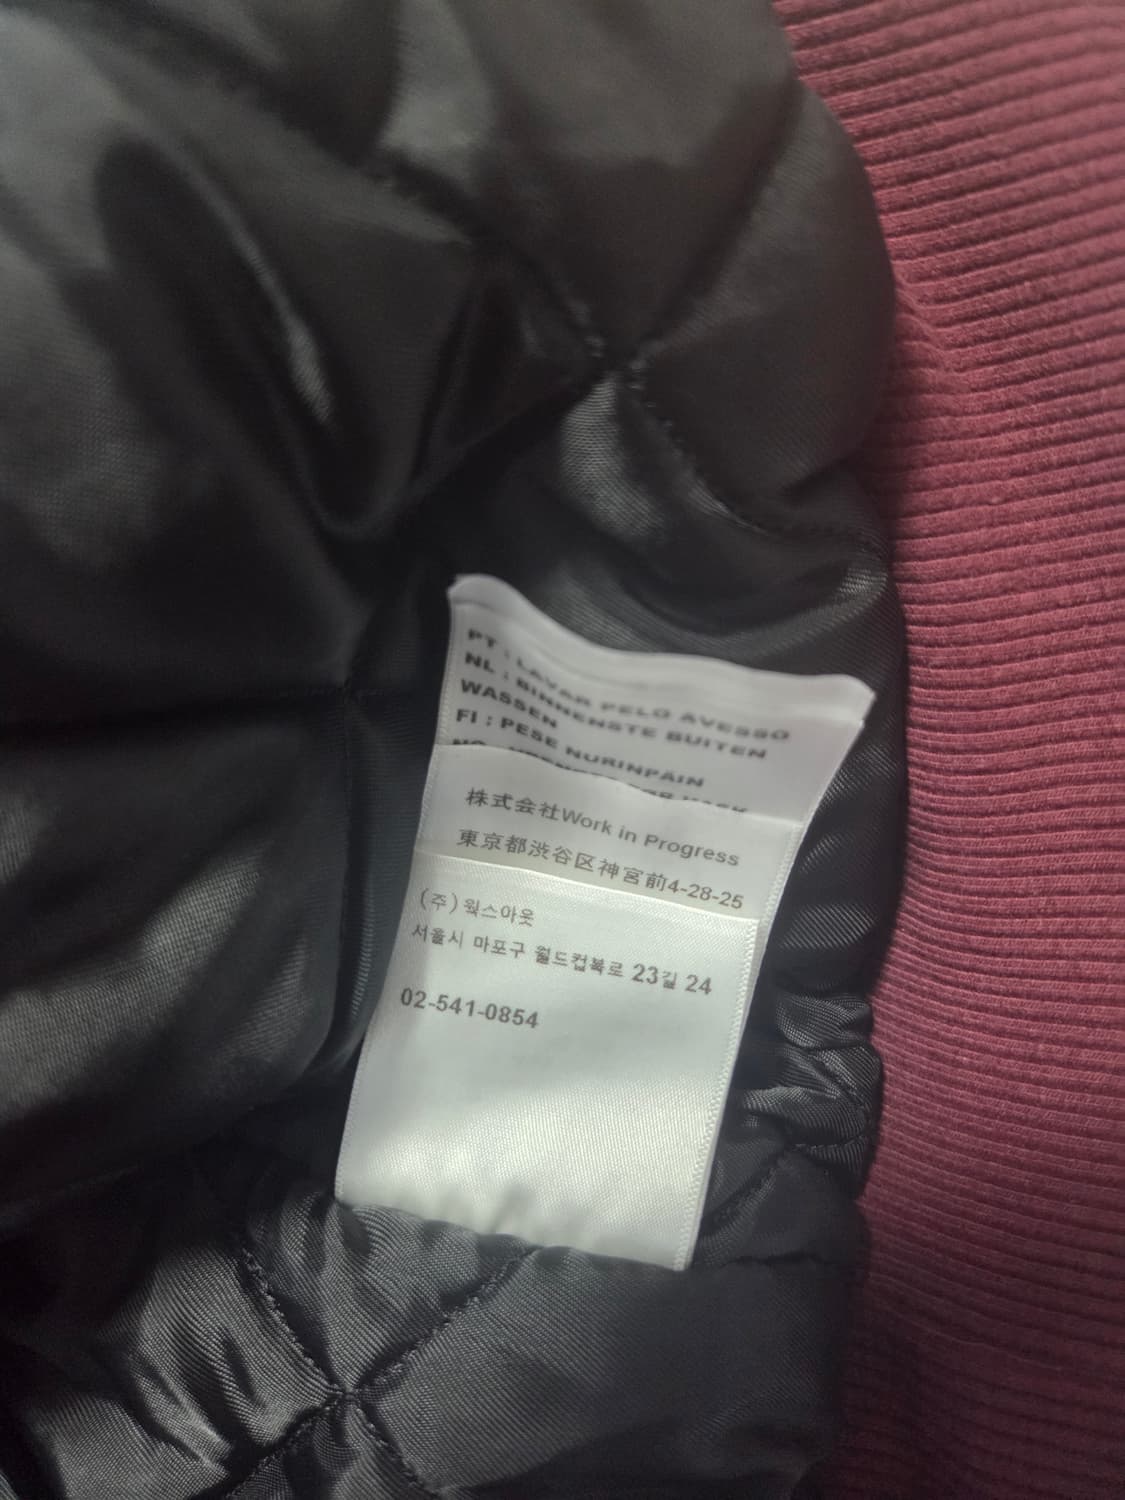 PT : LAVAR PELO AVESSO
NL : BINNENSTE BUITEN
WASSEN
FI : PESE NURINPAIN
株式会社Work in Progress
東京都渋谷区神宮前4-28-25
(주)웍스아웃
서울시 마포구 월드컵북로 23길 24
02-541-0854